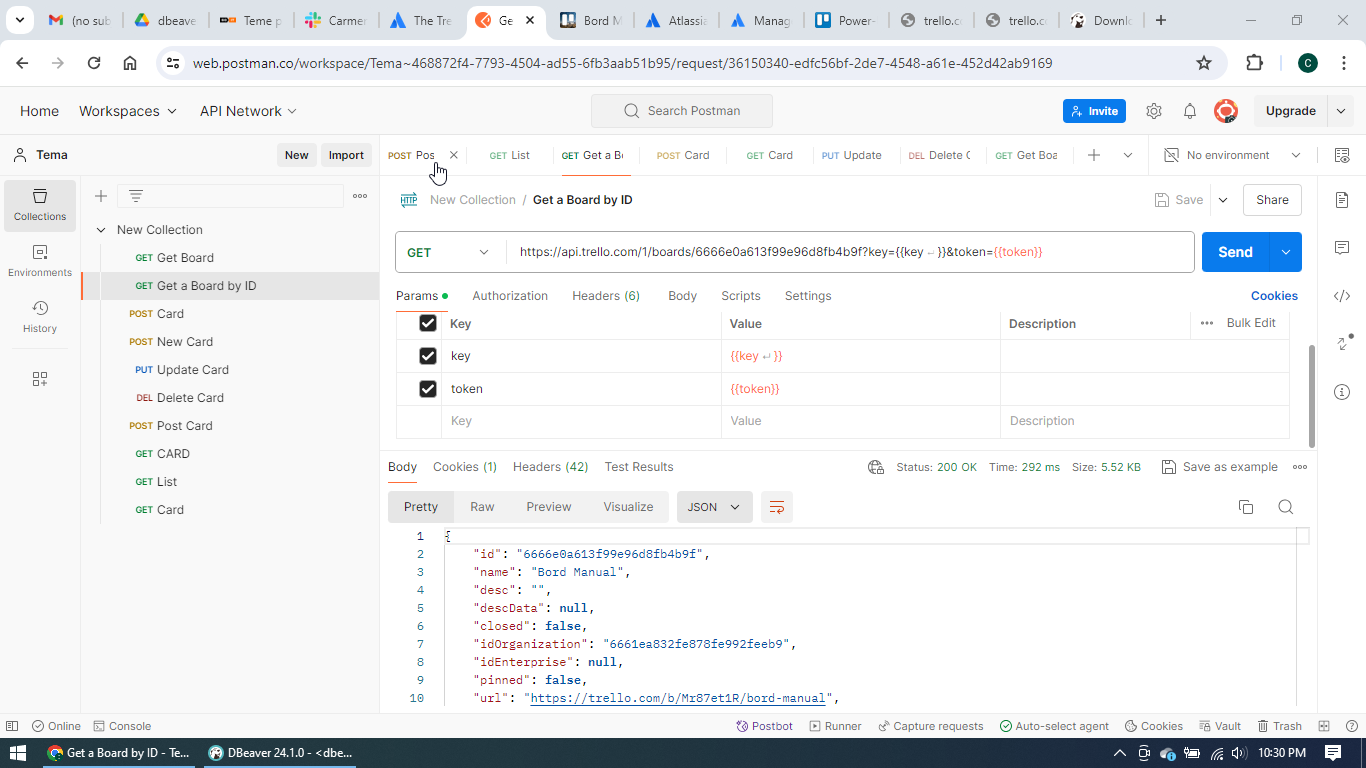 (no sub
dbeave
Teme p
Carmer
The Tre
Ge
Bord M
Atlassia
Manag
Power-
trello.c
trello.c
Downlo
web.postman.co/workspace/Tema~468872f4-7793-4504-ad55-6fb3aab51b95/request/36150340-edfc56bf-2de7-4548-a61e-452d42ab9169
C
Home Workspaces API Network
Search Postman
Invite
Upgrade
Tema
New Import
POST Pos
GET List
GET Get a Bo
POST Card
GET Card
PUT Update
DEL Delete C
GET Get Boa
No environment
Collections
Environments
History
New Collection
GET Get Board
GET Get a Board by ID
POST Card
POST New Card
PUT Update Card
DEL Delete Card
POST Post Card
GET CARD
GET List
GET Card
HTTP New Collection / Get a Board by ID
Save Share
GET https://api.trello.com/1/boards/6666e0a613f99e96d8fb4b9f?key={{key ↵ }}&token={{token}} Send
Params Authorization Headers (6) Body Scripts Settings Cookies
Key Value Description Bulk Edit
key {{key ↵ }}
token {{token}}
Key Value Description
Body Cookies (1) Headers (42) Test Results Status: 200 OK Time: 292 ms Size: 5.52 KB Save as example
Pretty Raw Preview Visualize JSON
1 {
2 "id": "6666e0a613f99e96d8fb4b9f",
3 "name": "Bord Manual",
4 "desc": "",
5 "descData": null,
6 "closed": false,
7 "idOrganization": "6661ea832fe878fe992feeb9",
8 "idEnterprise": null,
9 "pinned": false,
10 "url": "https://trello.com/b/Mr87et1R/bord-manual",
Online Console Postbot Runner Capture requests Auto-select agent Cookies Vault Trash
Get a Board by ID - Te... DBeaver 24.1.0 - <dbe... 10:30 PM